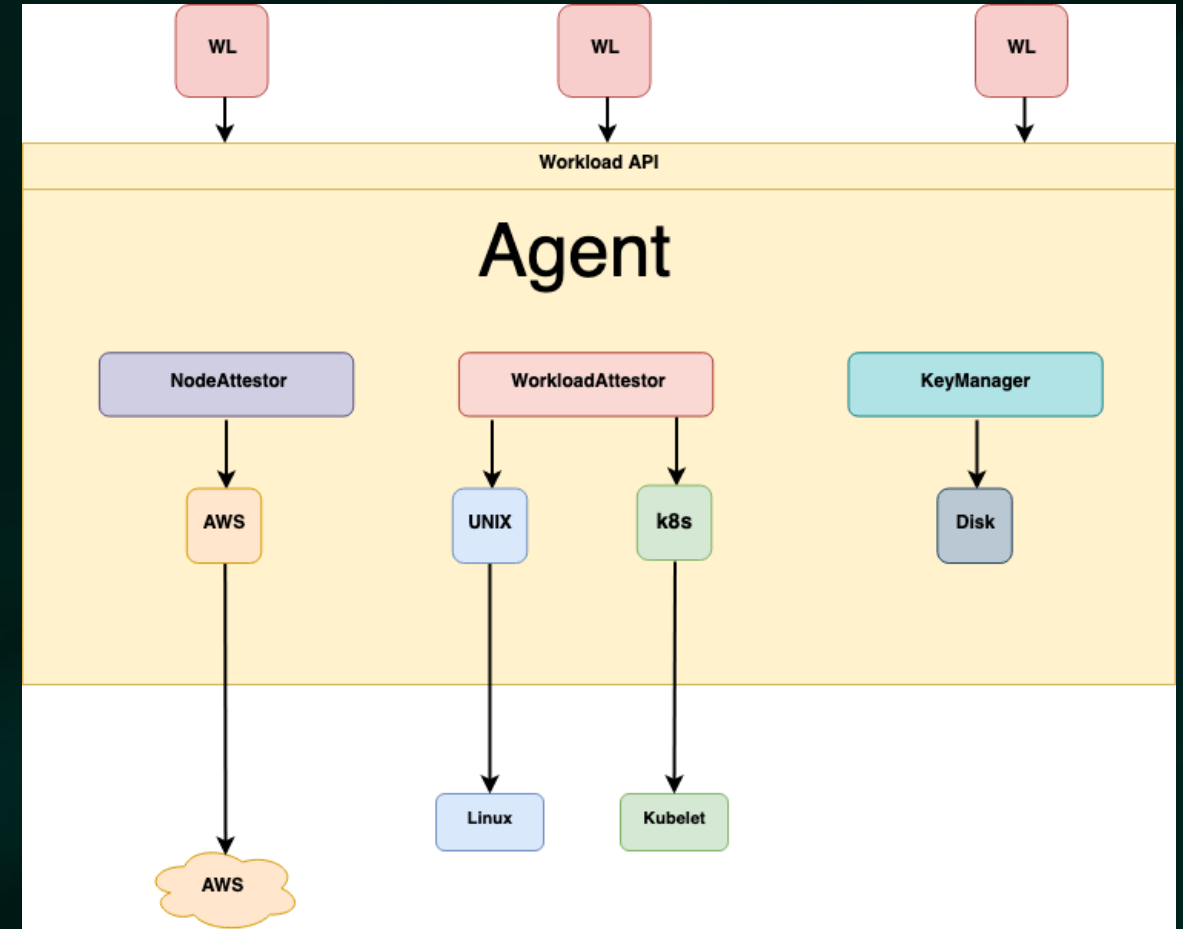 WL
WL
WL
Workload API
Agent
NodeAttestor
WorkloadAttestor
KeyManager
AWS
UNIX
k8s
Disk
Linux
Kubelet
AWS